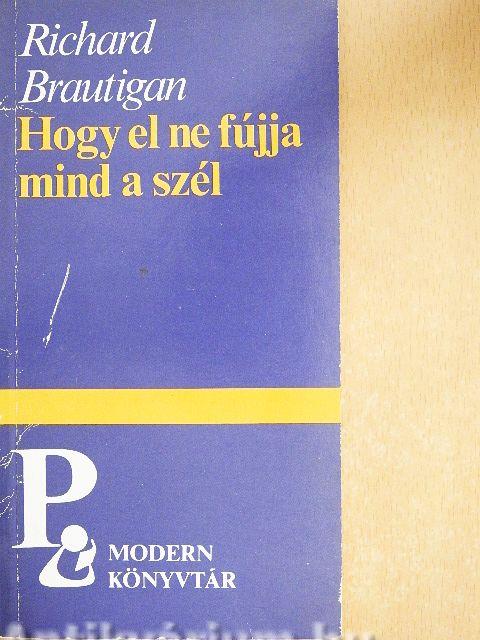 Richard
Brautigan
Hogy el ne fújja
mind a szél
P
MODERN
KÖNYVTÁR